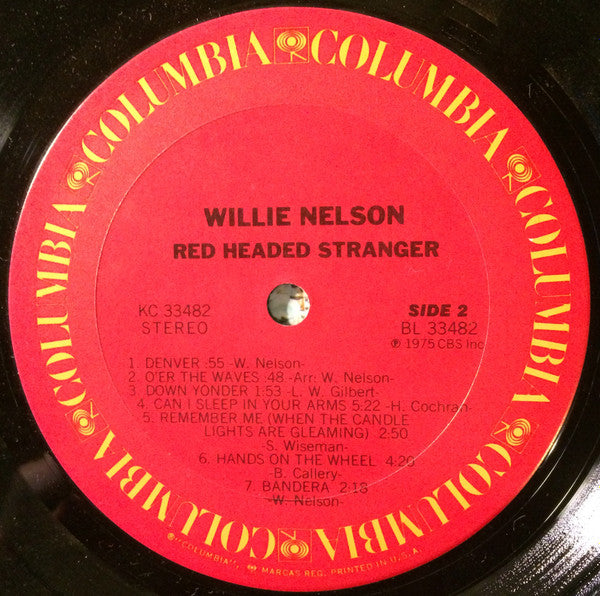 COLUMBIA COLUMBIA COLUMBIA COLUMBIA COLUMBIA COLUMBIA
WILLIE NELSON
RED HEADED STRANGER
KC 33482
STEREO
SIDE 2
BL 33482
℗ 1975 CBS Inc
1. DENVER :55 -W. Nelson-
2. O'ER THE WAVES :48 -Arr: W. Nelson-
3. DOWN YONDER 1:53 -L. W. Gilbert-
4. CAN I SLEEP IN YOUR ARMS 5:22 -H. Cochran-
5. REMEMBER ME (WHEN THE CANDLE
LIGHTS ARE GLEAMING) 2:50
-S. Wiseman-
6. HANDS ON THE WHEEL 4:20
-B. Callery-
7. BANDERA 2:18
-W. Nelson-
"COLUMBIA", MARCAS REG. PRINTED IN U.S.A.